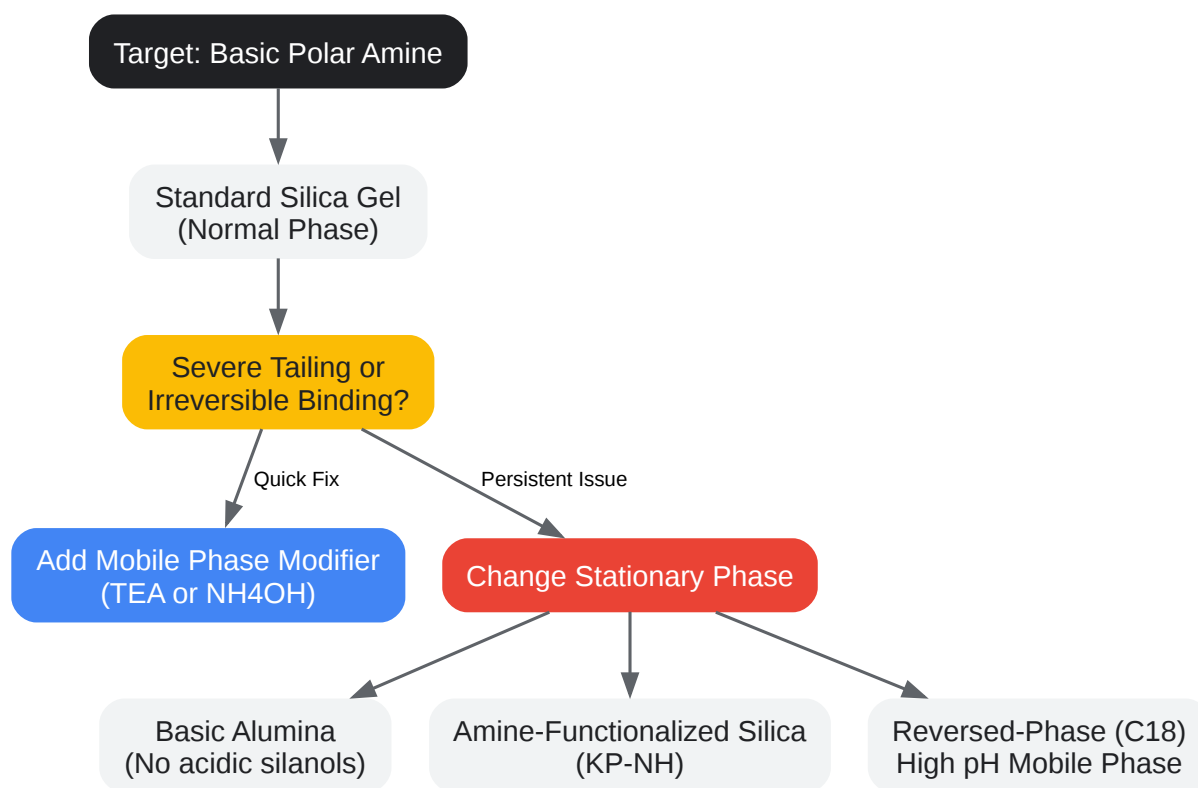 Target: Basic Polar Amine
Standard Silica Gel
(Normal Phase)
Severe Tailing or
Irreversible Binding?
Quick Fix
Persistent Issue
Add Mobile Phase Modifier
(TEA or NH4OH)
Change Stationary Phase
Basic Alumina
(No acidic silanols)
Amine-Functionalized Silica
(KP-NH)
Reversed-Phase (C18)
High pH Mobile Phase